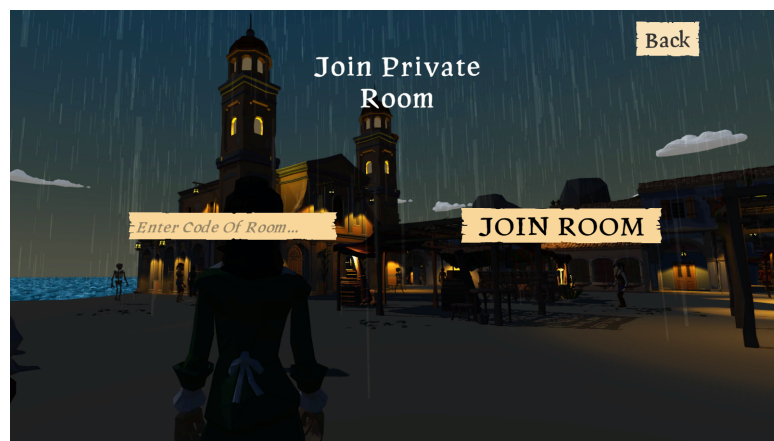 Back
Join Private
Room
Enter Code Of Room...
JOIN ROOM